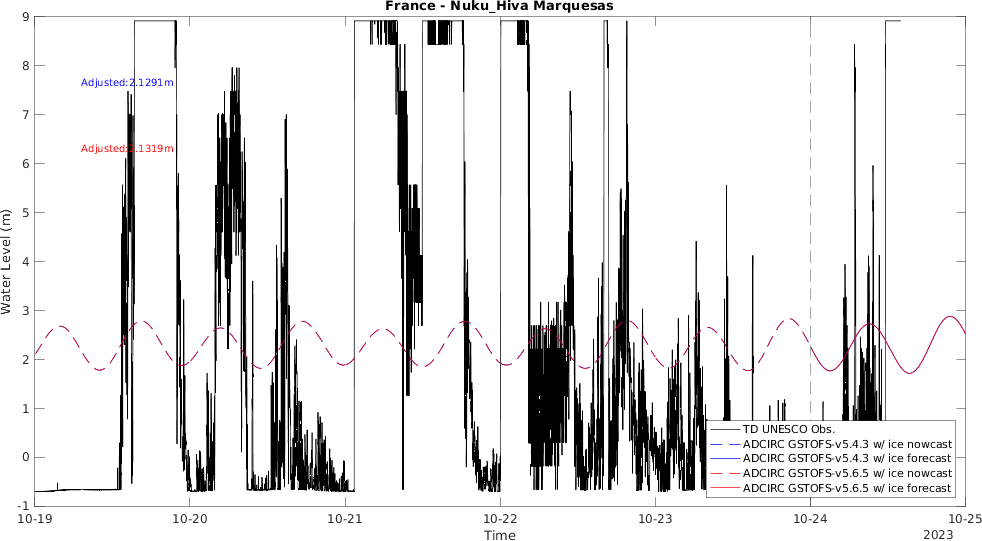 France - Nuku_Hiva Marquesas
9
8
7
6
5
4
3
2
1
0
-1
Water Level (m)
Adjusted:2.1291m
Adjusted:2.1319m
TD UNESCO Obs.
ADCIRC GSTOFS-v5.4.3 w/ ice nowcast
ADCIRC GSTOFS-v5.4.3 w/ ice forecast
ADCIRC GSTOFS-v5.6.5 w/ ice nowcast
ADCIRC GSTOFS-v5.6.5 w/ ice forecast
10-19 10-20 10-21 10-22 10-23 10-24 10-25
Time
2023